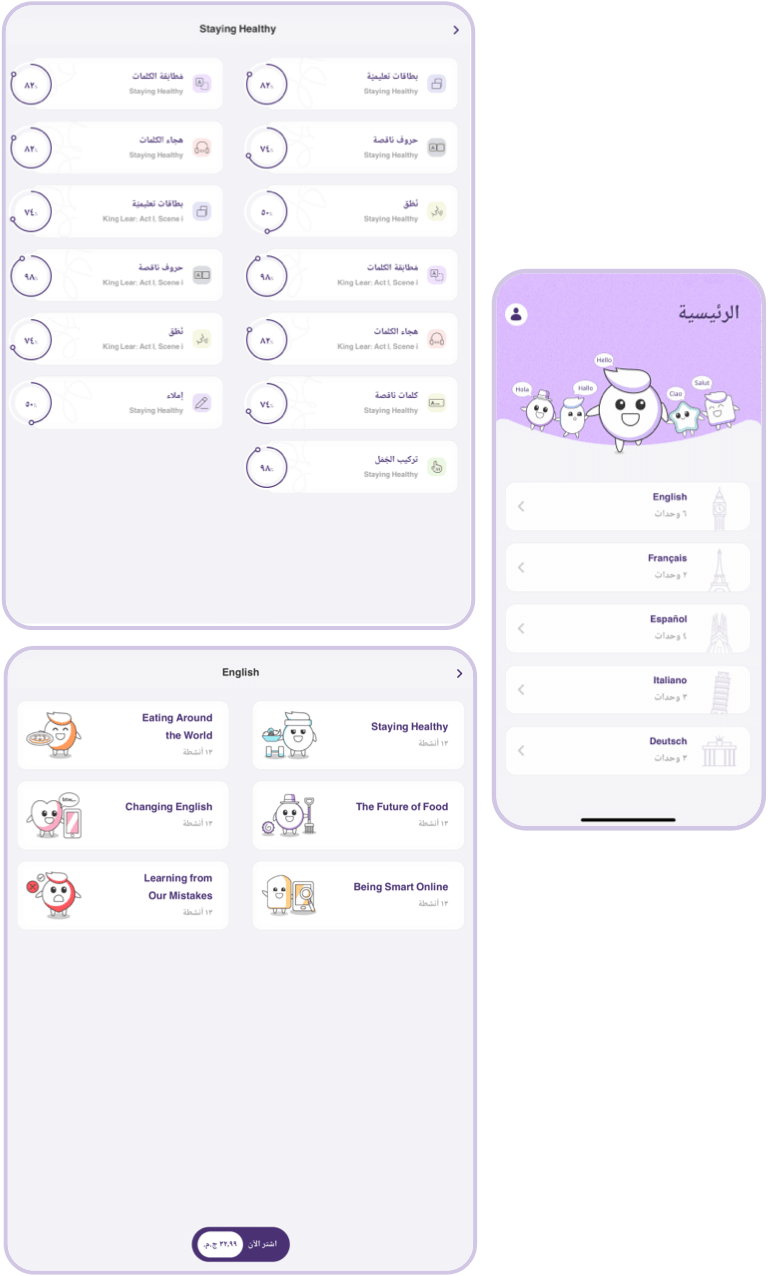 Staying Healthy
بطاقات تعليمية
Staying Healthy
٨٢٪
مطابقة الكلمات
Staying Healthy
٨٢٪
حروف ناقصة
Staying Healthy
٧٤٪
هجاء الكلمات
Staying Healthy
٨٢٪
نُطق
Staying Healthy
٥٠٪
بطاقات تعليمية
King Lear: Act I, Scene i
٧٤٪
مطابقة الكلمات
King Lear: Act I, Scene i
٩٨٪
حروف ناقصة
King Lear: Act I, Scene i
٩٨٪
هجاء الكلمات
King Lear: Act I, Scene i
٨٢٪
نُطق
King Lear: Act I, Scene i
٧٤٪
كلمات ناقصة
Staying Healthy
٧٤٪
إملاء
Staying Healthy
٥٠٪
تركيب الجُمَل
Staying Healthy
٩٨٪
الرئيسية
Hello
Hola
Hallo
Ciao
Salut
English
٦ وحدات
Français
٣ وحدات
Español
٤ وحدات
Italiano
٣ وحدات
Deutsch
٣ وحدات
English
Staying Healthy
١٣ أنشطة
Eating Around
the World
١٣ أنشطة
The Future of Food
١٣ أنشطة
Changing English
١٣ أنشطة
Being Smart Online
١٣ أنشطة
Learning from
Our Mistakes
١٣ أنشطة
اشترِ الآن ٣٢,٩٩ ج.م.